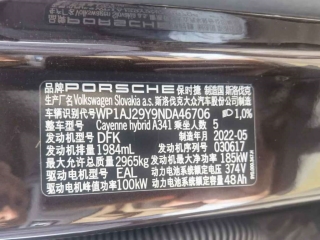 品牌 PORSCHE 保时捷 制造国 斯洛伐克
生产厂名 Volkswagen Slovakia a.s. 斯洛伐克大众汽车股份公司制造
车辆识别代号 WP1AJ29Y9NDA46706 1,0%
整车型号 Cayenne hybrid A341 乘坐人数 5
发动机型号 DFK 制造年月 2022-05
发动机排量 1984mL 030617
最大允许总质量 2965kg 发动机最大净功率 185kW
驱动电机型号 EAL 动力电池系统额定电压 374V
驱动电机峰值功率 100kW 动力电池系统额定容量 48Ah